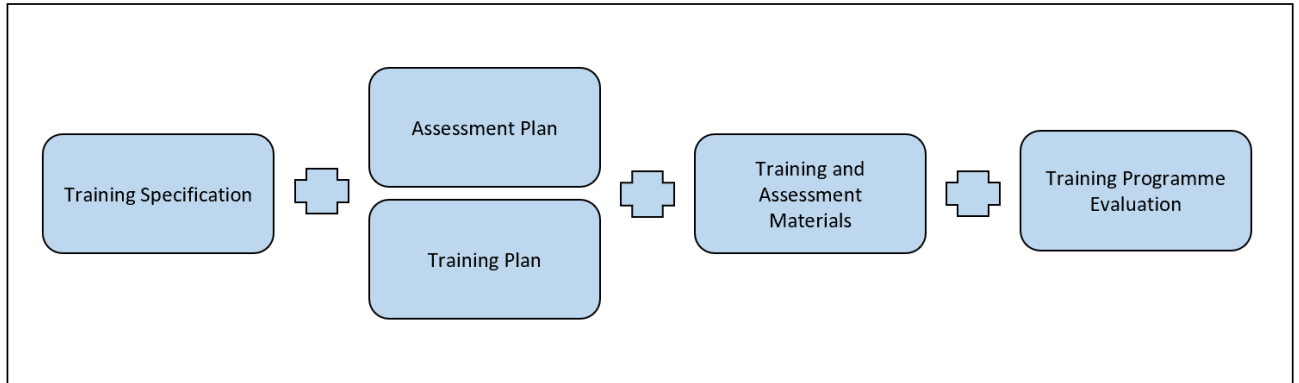 Training Specification
Assessment Plan
Training Plan
Training and
Assessment
Materials
Training Programme
Evaluation